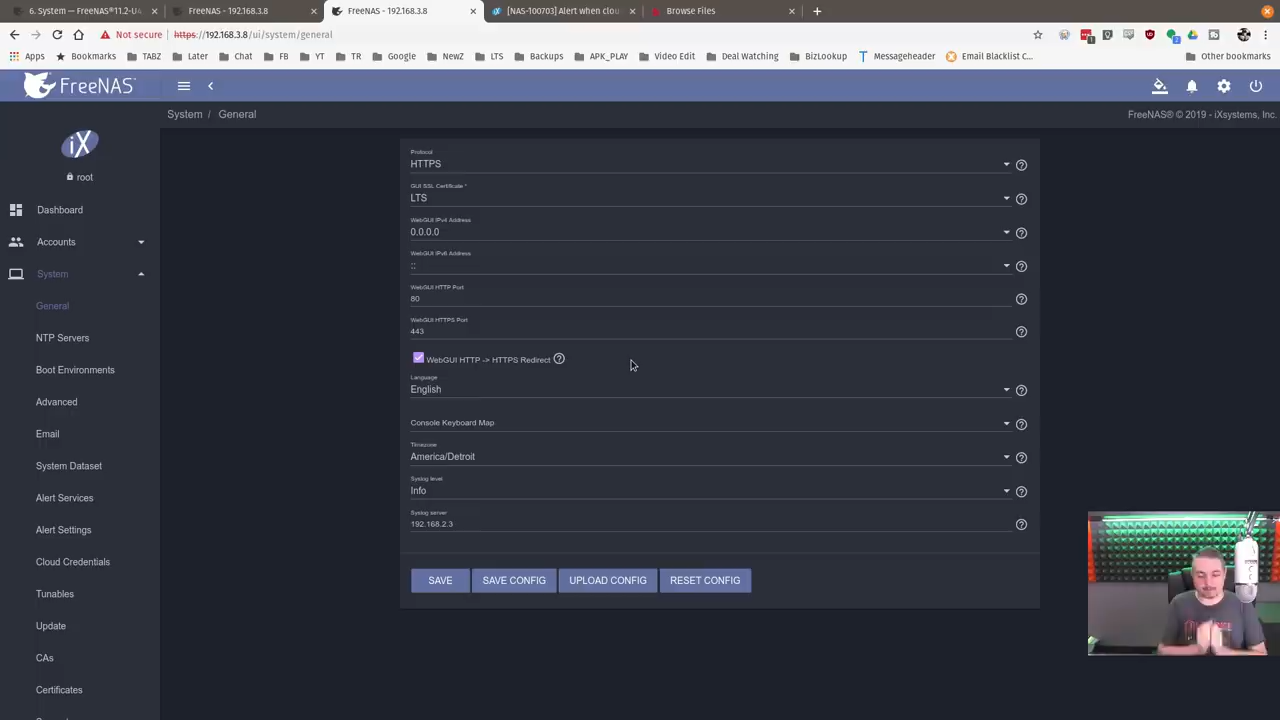 6. System — FreeNAS®11.2-U4
FreeNAS - 192.168.3.8
FreeNAS - 192.168.3.8
[NAS-100703] Alert when clou
Browse Files
Not secure
https://192.168.3.8/ui/system/general
Apps
Bookmarks
TABZ
Later
Chat
FB
YT
TR
Google
NewZ
LTS
Backups
APK_PLAY
Video Edit
Deal Watching
BizLookup
Messageheader
Email Blacklist C...
Other Bookmarks
FreeNAS®
System / General
FreeNAS® © 2019 - iXsystems, Inc.
iX
root
Dashboard
Accounts
System
General
NTP Servers
Boot Environments
Advanced
Email
System Dataset
Alert Services
Alert Settings
Cloud Credentials
Tunables
Update
CAs
Certificates
Protocol
HTTPS
GUI SSL Certificate *
LTS
WebGUI IPv4 Address
0.0.0.0
WebGUI IPv6 Address
::
WebGUI HTTP Port
80
WebGUI HTTPS Port
443
WebGUI HTTP -> HTTPS Redirect
Language
English
Console Keyboard Map
Timezone
America/Detroit
Syslog level
Info
Syslog server
192.168.2.3
SAVE
SAVE CONFIG
UPLOAD CONFIG
RESET CONFIG